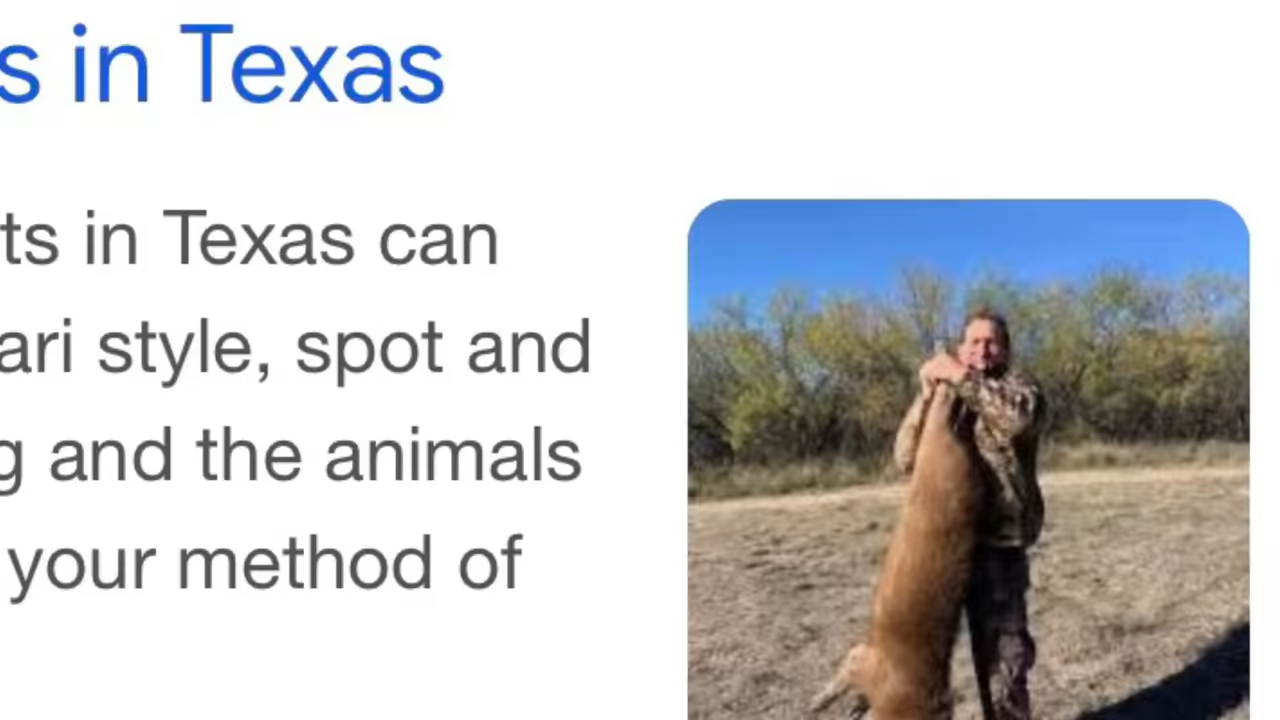 s in Texas
ts in Texas can
ari style, spot and
g and the animals
your method of